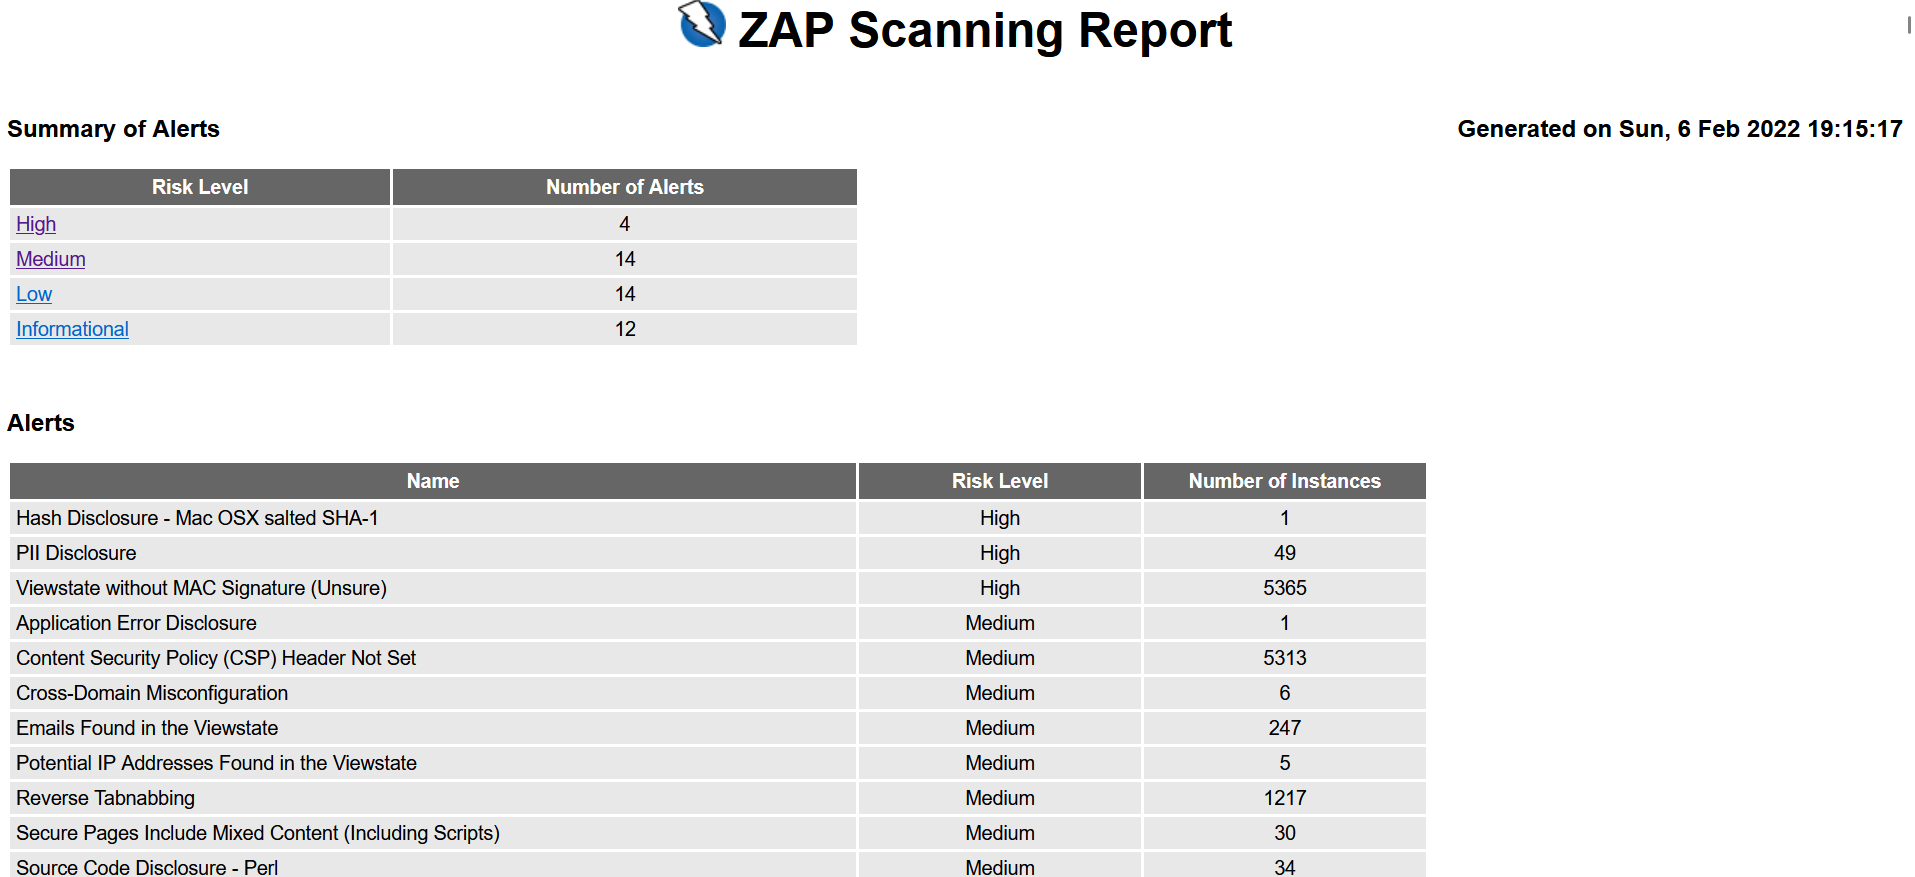 ZAP Scanning Report
Summary of Alerts
Generated on Sun, 6 Feb 2022 19:15:17
Risk Level Number of Alerts
High 4
Medium 14
Low 14
Informational 12
Alerts
Name Risk Level Number of Instances
Hash Disclosure - Mac OSX salted SHA-1 High 1
PII Disclosure High 49
Viewstate without MAC Signature (Unsure) High 5365
Application Error Disclosure Medium 1
Content Security Policy (CSP) Header Not Set Medium 5313
Cross-Domain Misconfiguration Medium 6
Emails Found in the Viewstate Medium 247
Potential IP Addresses Found in the Viewstate Medium 5
Reverse Tabnabbing Medium 1217
Secure Pages Include Mixed Content (Including Scripts) Medium 30
Source Code Disclosure - Perl Medium 34